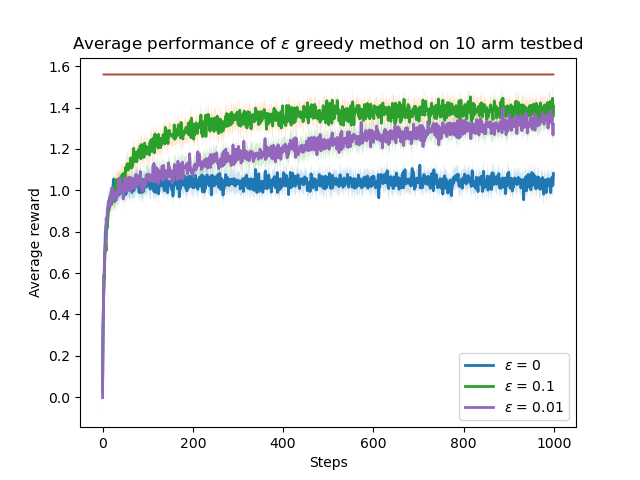 Average performance of ε greedy method on 10 arm testbed
1.6
1.4
1.2
1.0
0.8
0.6
0.4
0.2
0.0
Average reward
ε = 0
ε = 0.1
ε = 0.01
0 200 400 600 800 1000
Steps